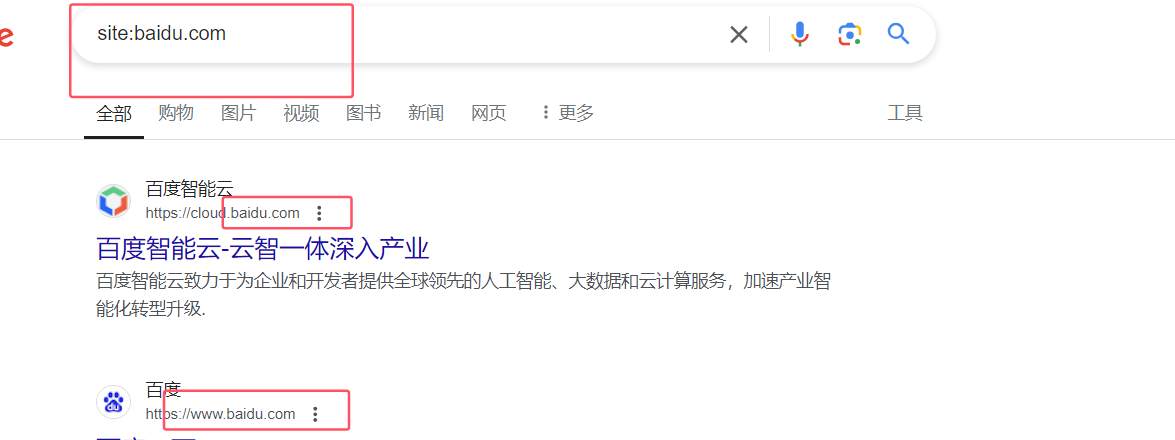 e
site:baidu.com
全部 购物 图片 视频 图书 新闻 网页 更多 工具
百度智能云
https://cloud.baidu.com
百度智能云-云智一体深入产业
百度智能云致力于为企业和开发者提供全球领先的人工智能、大数据和云计算服务，加速产业智
能化转型升级.
百度
du
https://www.baidu.com